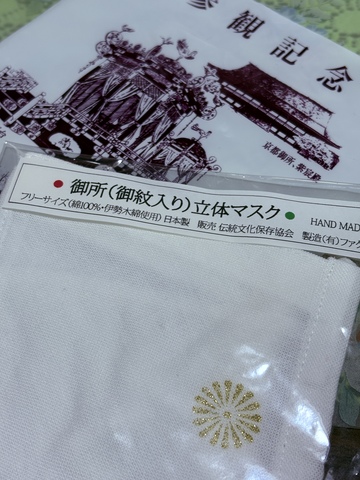 参観記念
京都御所、紫宸殿
御所(御紋入り)立体マスク
HAND MAD
フリーサイズ(綿100%・伊勢木綿使用)日本製 販売 伝統文化保存協会 製造(有)ファク